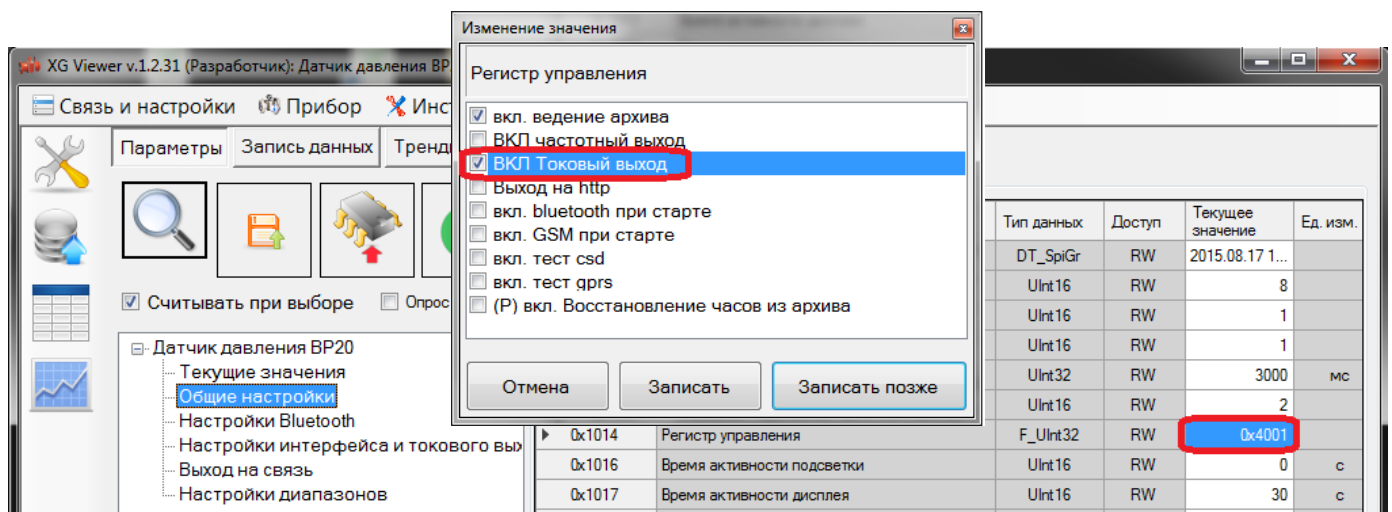 Изменение значения
XG Viewer v.1.2.31 (Разработчик): Датчик давления ВР
Регистр управления
Связь и настройки Прибор Инс
вкл. ведение архива
ВКЛ частотный выход
ВКЛ Токовый выход
Выход на http
вкл. bluetooth при старте
вкл. GSM при старте
вкл. тест csd
вкл. тест gprs
(Р) вкл. Восстановление часов из архива
Отмена Записать Записать позже
Параметры Запись данных Тренд
Считывать при выборе Опрос
Датчик давления ВР20
Текущие значения
Общие настройки
Настройки Bluetooth
Настройки интерфейса и токового вых
Выход на связь
Настройки диапазонов
Тип данных Доступ Текущее значение Ед. изм.
DT_SpiGr RW 2015.08.17 1...
UInt16 RW 8
UInt16 RW 1
UInt16 RW 1
UInt32 RW 3000 мс
UInt16 RW 2
0x1014 Регистр управления F_UInt32 RW 0x4001
0x1016 Время активности подсветки UInt16 RW 0 с
0x1017 Время активности дисплея UInt16 RW 30 с